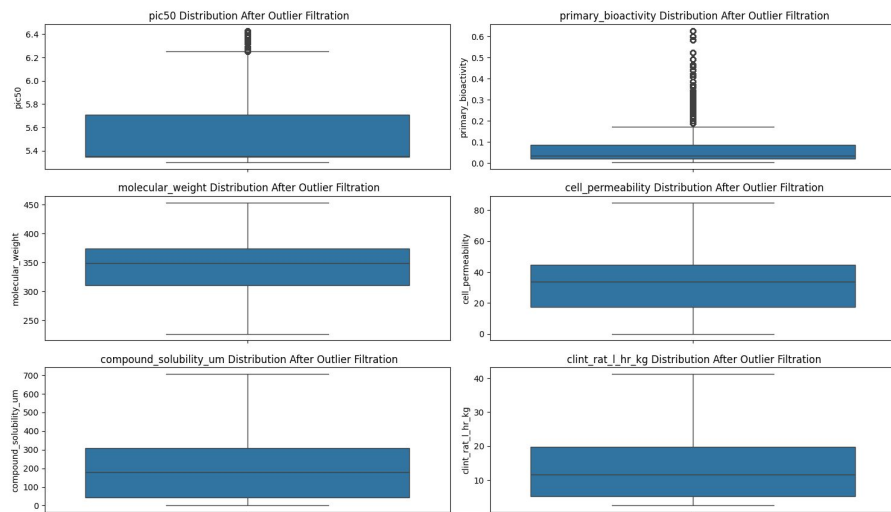 pic50 Distribution After Outlier Filtration
pic50
6.4
6.2
6.0
5.8
5.6
5.4
primary_bioactivity Distribution After Outlier Filtration
primary_bioactivity
0.6
0.5
0.4
0.3
0.2
0.1
0.0
molecular_weight Distribution After Outlier Filtration
molecular_weight
450
400
350
300
250
cell_permeability Distribution After Outlier Filtration
cell_permeability
80
60
40
20
0
compound_solubility_um Distribution After Outlier Filtration
compound_solubility_um
700
600
500
400
300
200
100
0
clint_rat_l_hr_kg Distribution After Outlier Filtration
clint_rat_l_hr_kg
40
30
20
10